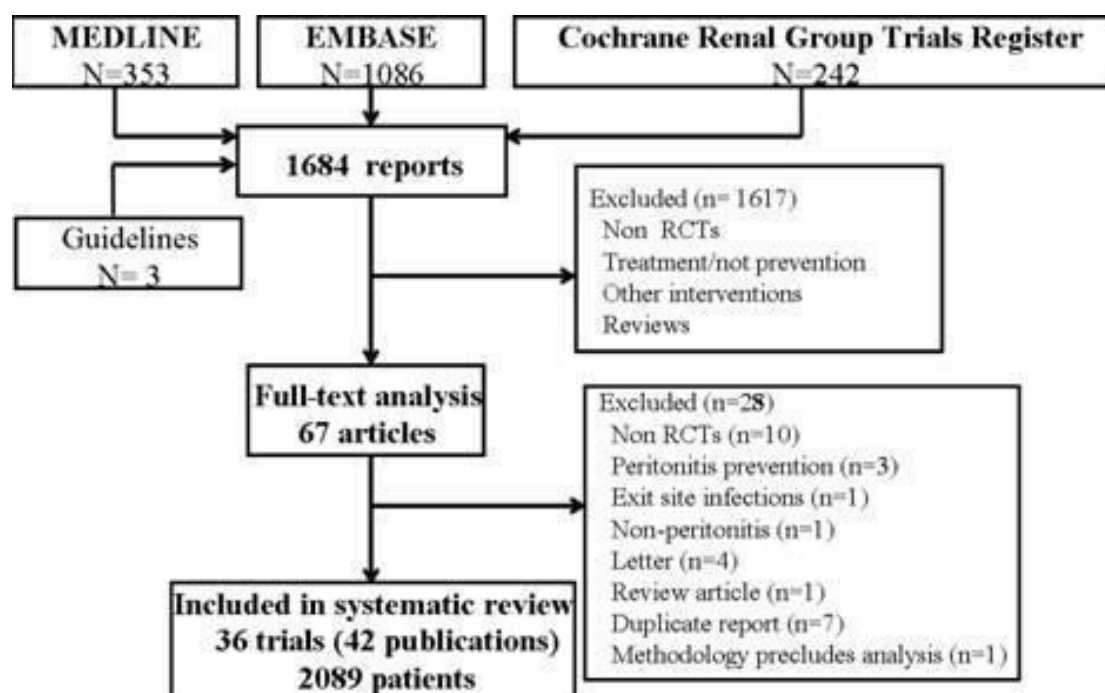 MEDLINE
N=353
EMBASE
N=1086
Cochrane Renal Group Trials Register
N=242
1684 reports
Guidelines
N= 3
Excluded (n= 1617)
Non RCTs
Treatment/not prevention
Other interventions
Reviews
Full-text analysis
67 articles
Excluded (n=28)
Non RCTs (n=10)
Peritonitis prevention (n=3)
Exit site infections (n=1)
Non-peritonitis (n=1)
Letter (n=4)
Review article (n=1)
Duplicate report (n=7)
Methodology precludes analysis (n=1)
Included in systematic review
36 trials (42 publications)
2089 patients